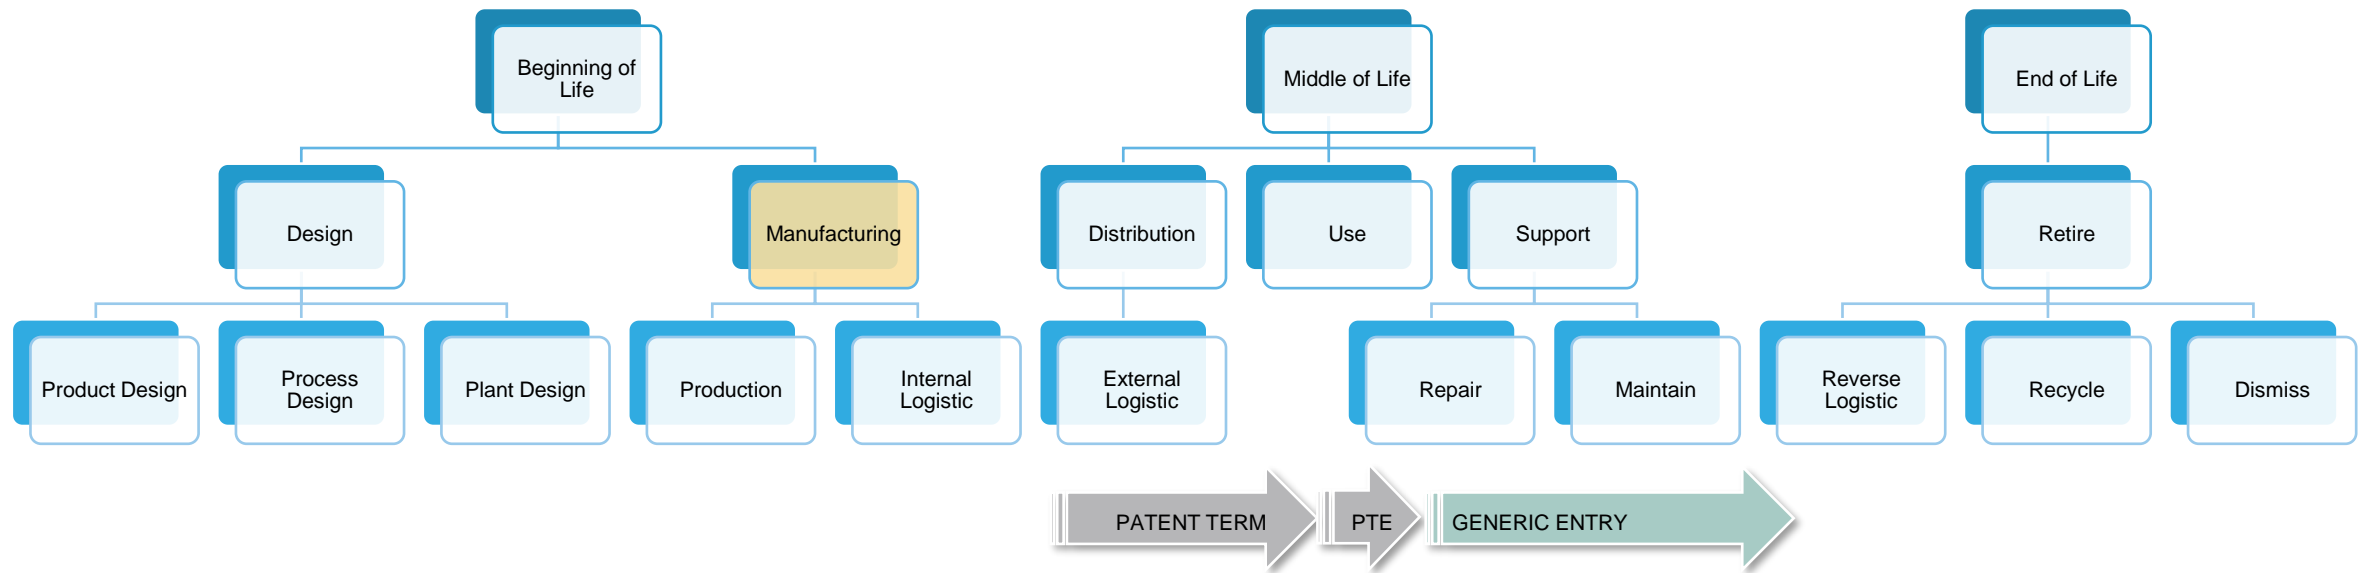 Beginning of
Life
Middle of Life
End of Life
Design
Manufacturing
Distribution
Use
Support
Retire
Product Design
Process
Design
Plant Design
Production
Internal
Logistic
External
Logistic
Repair
Maintain
Reverse
Logistic
Recycle
Dismiss
PATENT TERM
PTE
GENERIC ENTRY